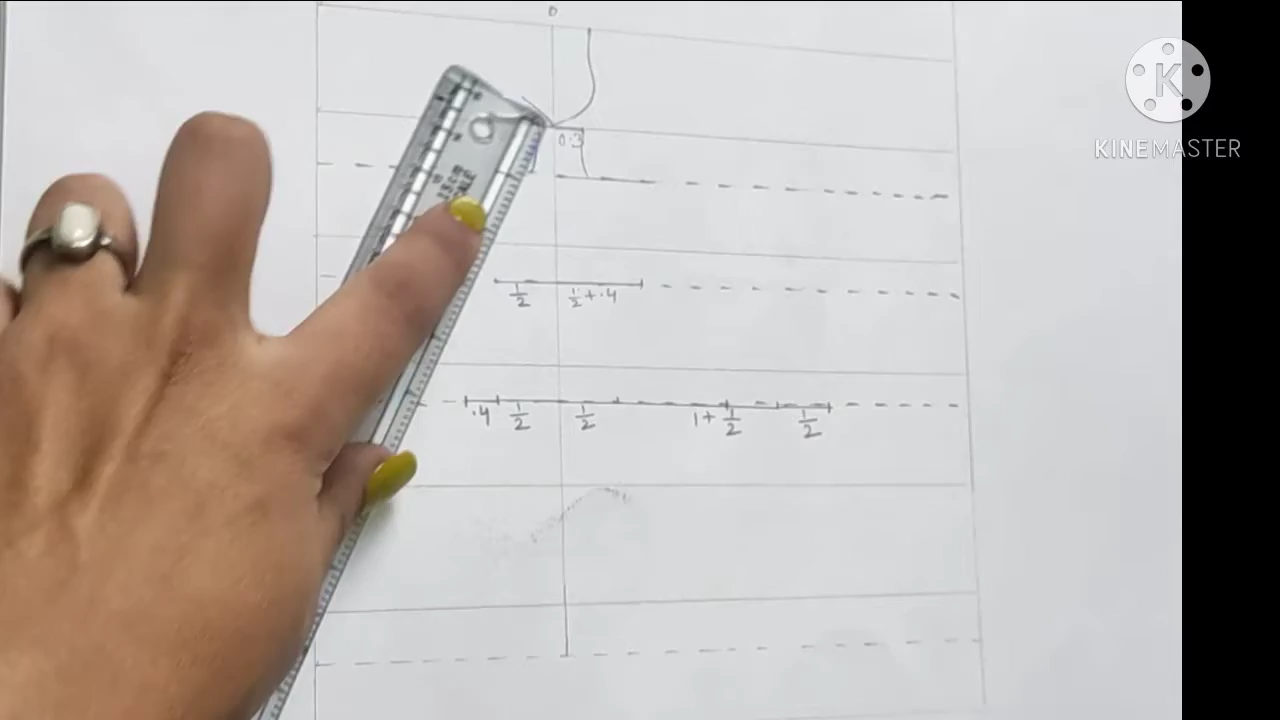 0
0.3
1/2 1/2 + .4
.4 1/2 1/2 1 + 1/2 1/2
K
KINEMASTER